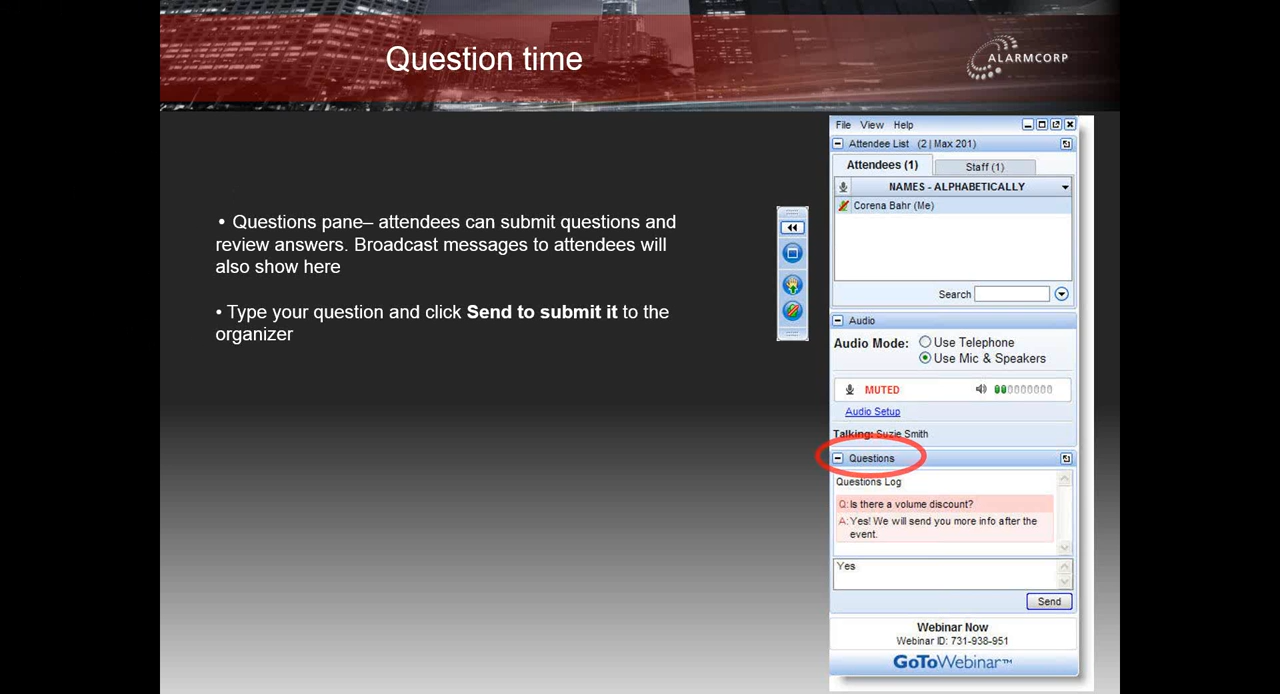 Question time
ALARMCORP
• Questions pane– attendees can submit questions and
review answers. Broadcast messages to attendees will
also show here
• Type your question and click Send to submit it to the
organizer
File View Help
Attendee List (2 | Max 201)
Attendees (1) Staff (1)
NAMES - ALPHABETICALLY
Corena Bahr (Me)
Search
Audio
Audio Mode: Use Telephone
Use Mic & Speakers
MUTED
Audio Setup
Talking: Suzie Smith
Questions
Questions Log
Q: Is there a volume discount?
A: Yes! We will send you more info after the
event.
Yes
Send
Webinar Now
Webinar ID: 731-938-951
GoToWebinar™